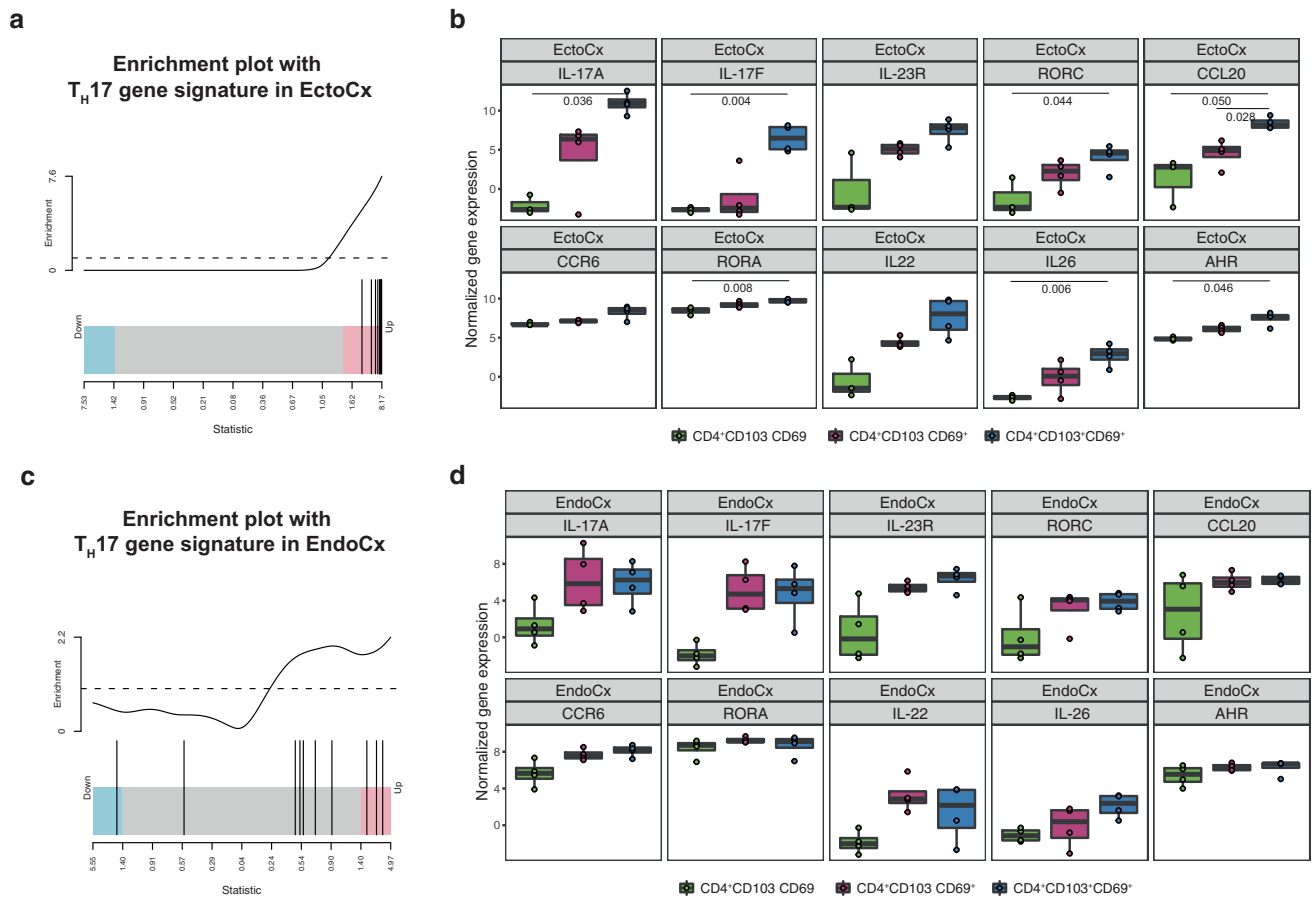 a
Enrichment plot with
TH17 gene signature in EctoCx
7.6
Enrichment
0
Down
Up
7.53 1.42 0.91 0.52 0.21 0.08 0.36 0.67 1.05 1.62 8.17
Statistic
b
Normalized gene expression
EctoCx EctoCx EctoCx EctoCx EctoCx
IL-17A IL-17F IL-23R RORC CCL20
0.036 0.004 0.044 0.050
0.028
10
5
0
EctoCx EctoCx EctoCx EctoCx EctoCx
CCR6 RORA IL22 IL26 AHR
0.008 0.006 0.046
10
0
CD4+CD103 CD69 CD4+CD103 CD69+ CD4+CD103+CD69+
c
Enrichment plot with
TH17 gene signature in EndoCx
2.2
Enrichment
0
Down
Up
5.55 1.40 0.91 0.57 0.29 0.04 0.24 0.54 0.90 1.40 4.97
Statistic
d
Normalized gene expression
EndoCx EndoCx EndoCx EndoCx EndoCx
IL-17A IL-17F IL-23R RORC CCL20
8
4
0
EndoCx EndoCx EndoCx EndoCx EndoCx
CCR6 RORA IL-22 IL-26 AHR
8
4
0
CD4+CD103 CD69 CD4+CD103 CD69+ CD4+CD103+CD69+